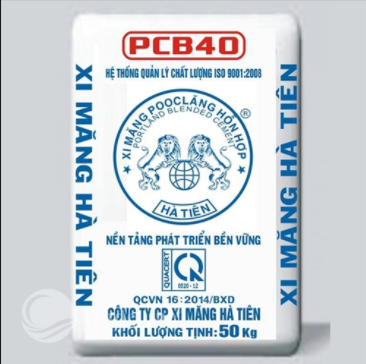 PCB40
HỆ THỐNG QUẢN LÝ CHẤT LƯỢNG ISO 9001:2008
XI MĂNG HÀ TIÊN
XI MĂNG POOCLĂNG HỖN HỢP
PORTLAND BLENDED CEMENT
®
HÀ TIÊN
XI MĂNG HÀ TIÊN
NỀN TẢNG PHÁT TRIỂN BỀN VỮNG
QUACERT
0520 - 12
QCVN 16:2014/BXD
CÔNG TY CP XI MĂNG HÀ TIÊN
KHỐI LƯỢNG TỊNH: 50 Kg